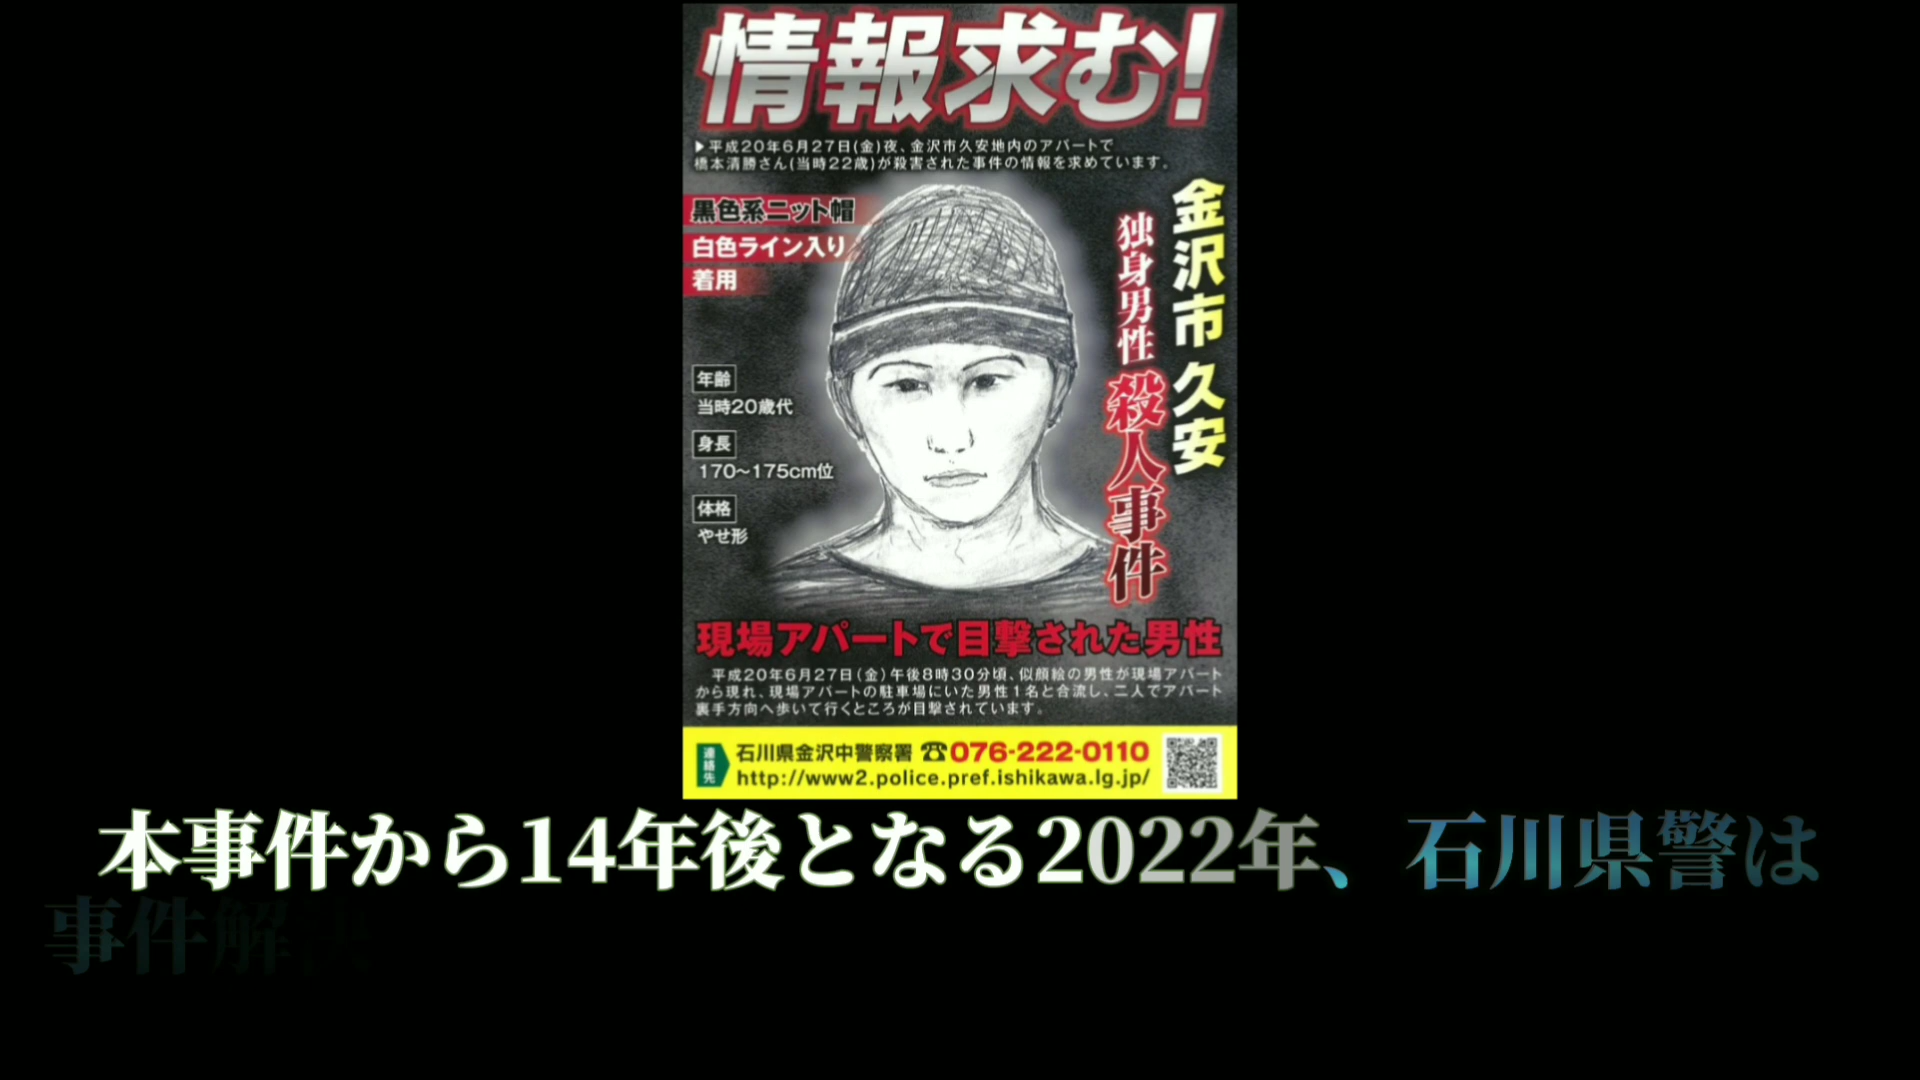 情報求む!
▶平成20年6月27日(金)夜、金沢市久安地内のアパートで
橋本清勝さん(当時22歳)が殺害された事件の情報を求めています。
金沢市 久安
独身男性 殺人事件
黒色系ニット帽
白色ライン入り
着用
年齢
当時20歳代
身長
170〜175cm位
体格
やせ形
現場アパートで目撃された男性
平成20年6月27日(金)午後8時30分頃、似顔絵の男性が現場アパート
から現れ、現場アパートの駐車場にいた男性1名と合流し、二人でアパート
裏手方向へ歩いて行くところが目撃されています。
連絡先
石川県金沢中警察署 ☎076-222-0110
http://www2.police.pref.ishikawa.lg.jp/
本事件から14年後となる2022年、石川県警は
事件解決